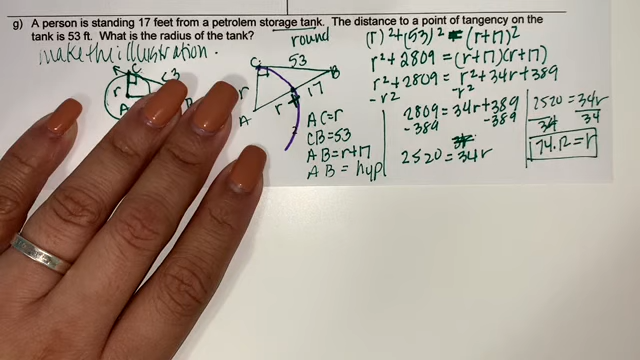 g) A person is standing 17 feet from a petrolem storage tank. The distance to a point of tangency on the
tank is 53 ft. What is the radius of the tank?
round
make the illustration.
C
53
r
A
B
C
53
B
r
17
r
A
AC=r
CB=53
AB=r+17
AB=hyp
(r)²+(53)²=(r+17)²
r²+2809=(r+17)(r+17)
r²+2809=r²+34r+389
-r² -r²
2809=34r+389
-389 -389
2520=34r
2520=34r
34 34
74.12=r